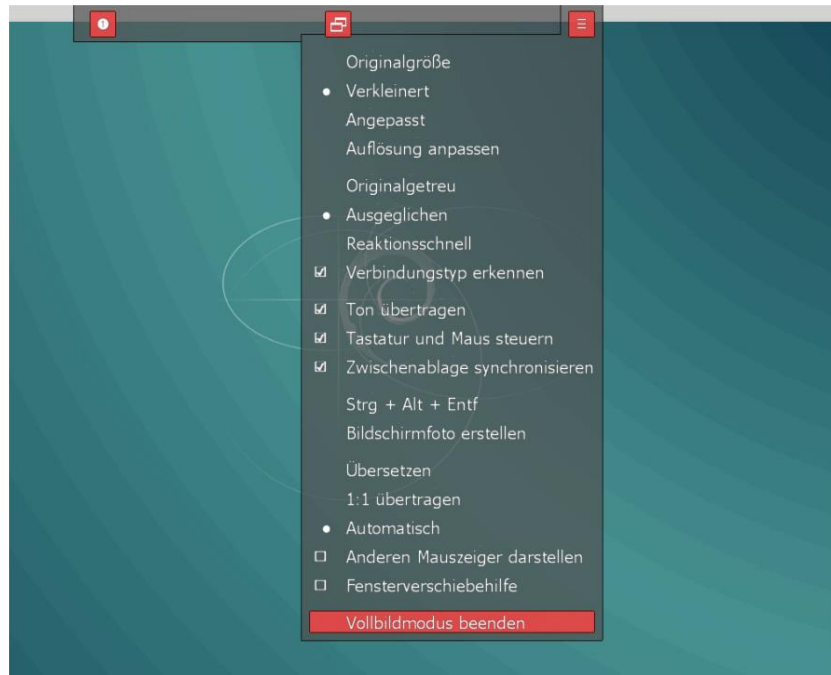 1
Originalgröße
Verkleinert
Angepasst
Auflösung anpassen
Originalgetreu
Ausgeglichen
Reaktionsschnell
Verbindungstyp erkennen
Ton übertragen
Tastatur und Maus steuern
Zwischenablage synchronisieren
Strg + Alt + Entf
Bildschirmfoto erstellen
Übersetzen
1:1 übertragen
Automatisch
Anderen Mauszeiger darstellen
Fensterverschiebehilfe
Vollbildmodus beenden